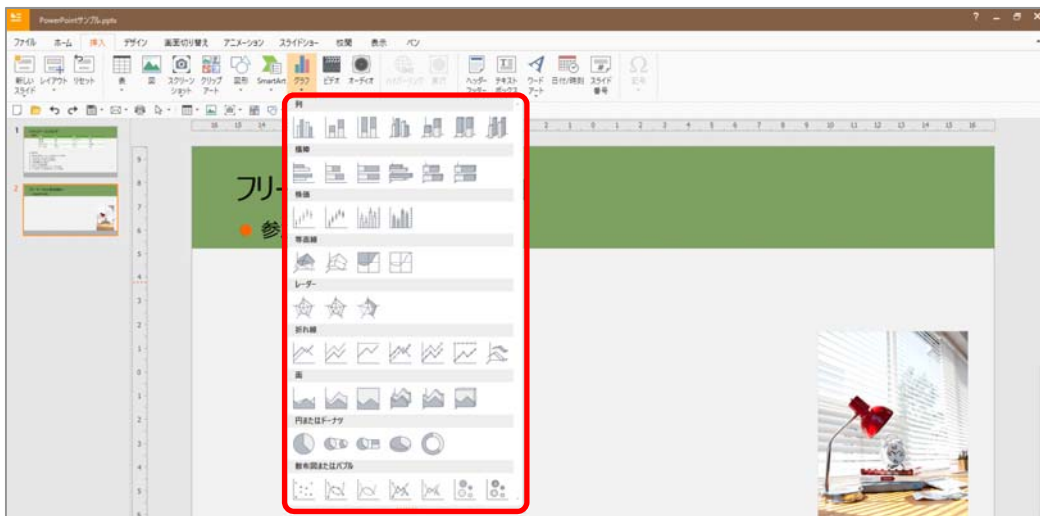 PowerPointサンプル.pptx
ファイル ホーム 挿入 デザイン 画面切り替え アニメーション スライドショー 校閲 表示 ペン
新しいスライド レイアウト リセット 表 図 スクリーンショット クリップアート 図形 SmartArt グラフ ビデオ オーディオ ヘッダーフッター テキストボックス ワードアート 日付/時刻 スライド番号 記号
列
横棒
株価
等高線
レーダー
折れ線
面
円またはドーナツ
散布図またはバブル
1
2
フリー
参